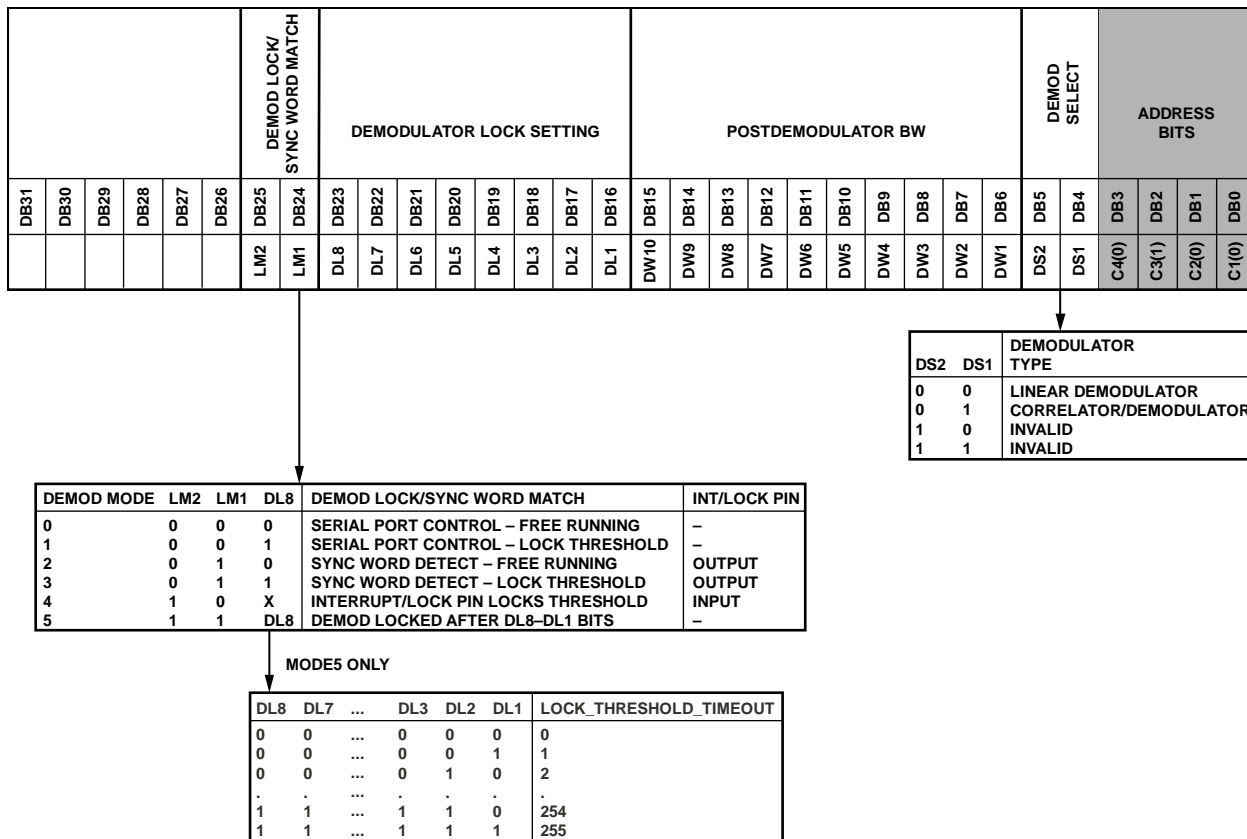 DEMOD LOCK/
SYNC WORD MATCH
DEMODULATOR LOCK SETTING
POSTDEMODULATOR BW
DEMOD
SELECT
ADDRESS
BITS
DB31 DB30 DB29 DB28 DB27 DB26 DB25 DB24 DB23 DB22 DB21 DB20 DB19 DB18 DB17 DB16 DB15 DB14 DB13 DB12 DB11 DB10 DB9 DB8 DB7 DB6 DB5 DB4 DB3 DB2 DB1 DB0
LM2 LM1 DL8 DL7 DL6 DL5 DL4 DL3 DL2 DL1 DW10 DW9 DW8 DW7 DW6 DW5 DW4 DW3 DW2 DW1 DS2 DS1 C4(0) C3(1) C2(0) C1(0)
DEMODULATOR
DS2 DS1 TYPE
0 0 LINEAR DEMODULATOR
0 1 CORRELATOR/DEMODULATOR
1 0 INVALID
1 1 INVALID
DEMOD MODE LM2 LM1 DL8 DEMOD LOCK/SYNC WORD MATCH INT/LOCK PIN
0 0 0 0 SERIAL PORT CONTROL – FREE RUNNING –
1 0 0 1 SERIAL PORT CONTROL – LOCK THRESHOLD –
2 0 1 0 SYNC WORD DETECT – FREE RUNNING OUTPUT
3 0 1 1 SYNC WORD DETECT – LOCK THRESHOLD OUTPUT
4 1 0 X INTERRUPT/LOCK PIN LOCKS THRESHOLD INPUT
5 1 1 DL8 DEMOD LOCKED AFTER DL8–DL1 BITS –
MODE5 ONLY
DL8 DL7 ... DL3 DL2 DL1 LOCK_THRESHOLD_TIMEOUT
0 0 ... 0 0 0 0
0 0 ... 0 0 1 1
0 0 ... 0 1 0 2
. . ... . . . .
1 1 ... 1 1 0 254
1 1 ... 1 1 1 255